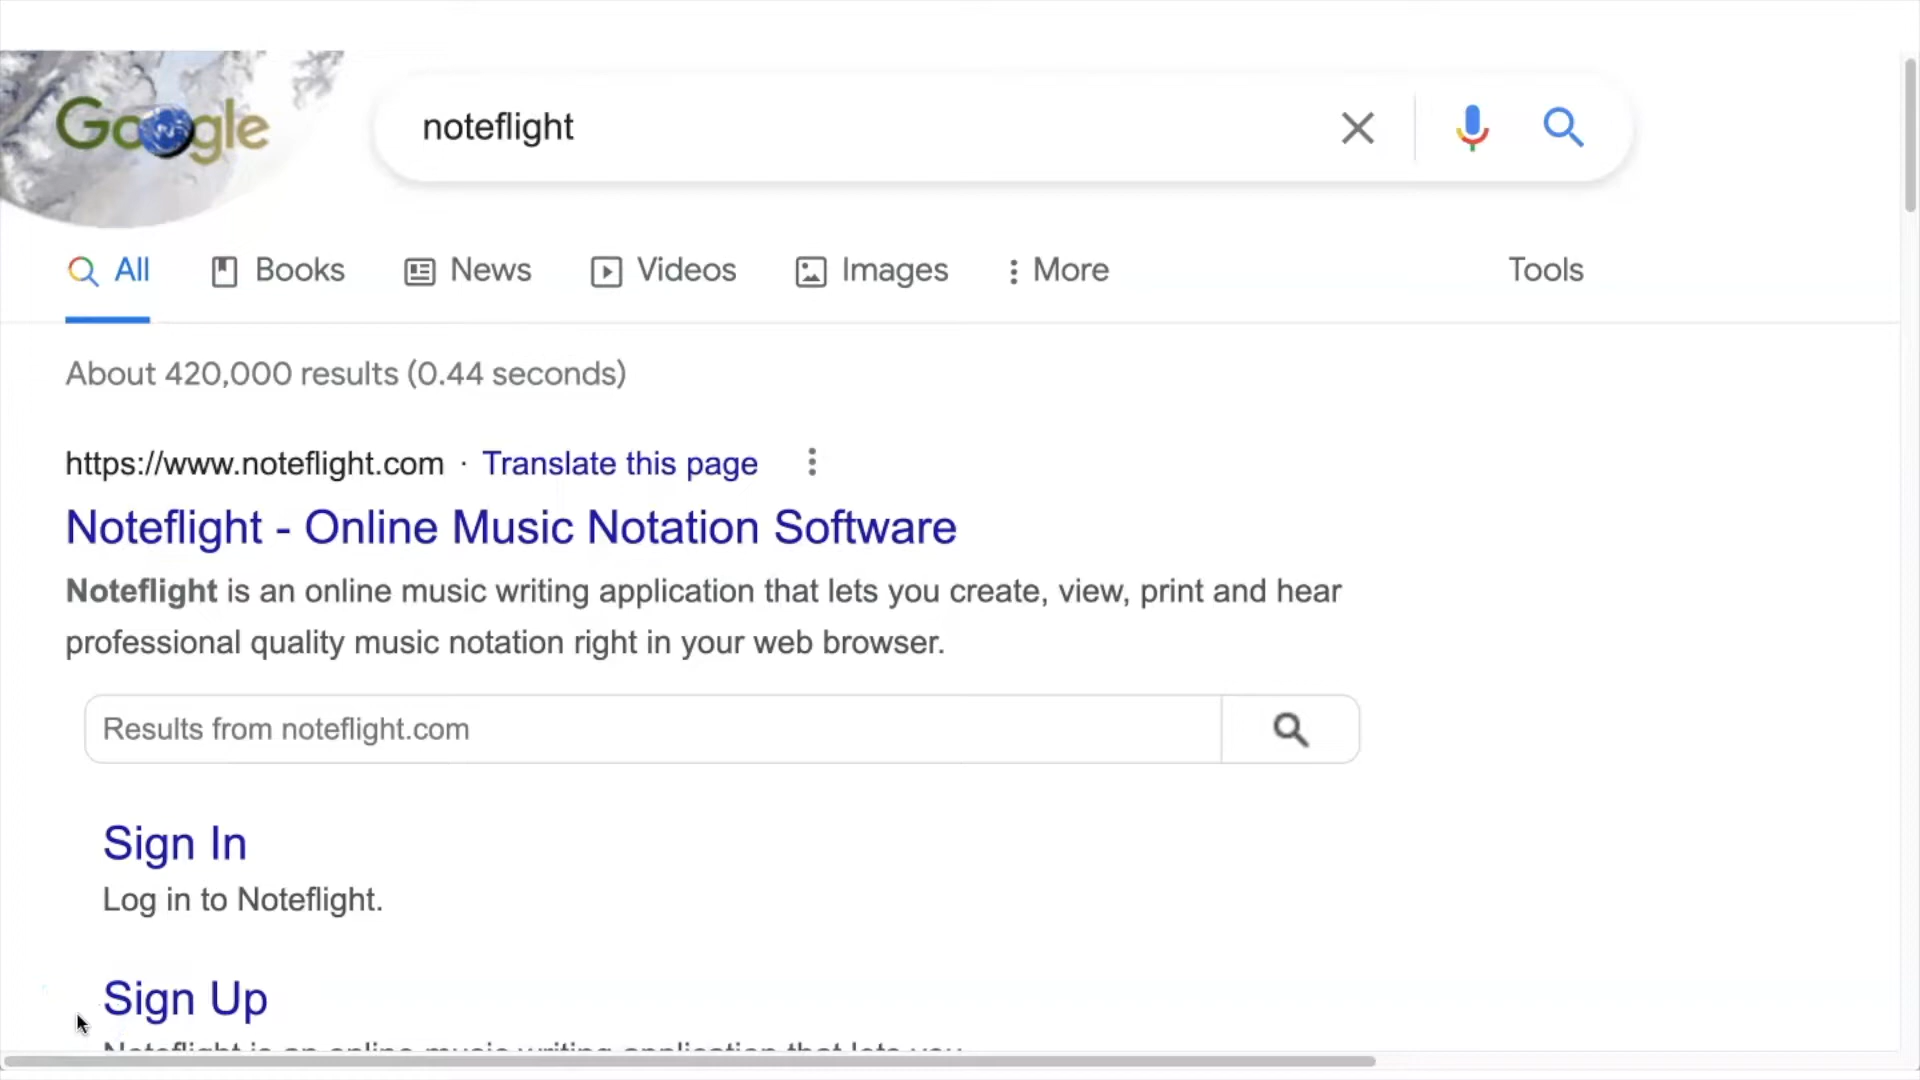 Google
noteflight
All Books News Videos Images More Tools
About 420,000 results (0.44 seconds)
https://www.noteflight.com · Translate this page
Noteflight - Online Music Notation Software
Noteflight is an online music writing application that lets you create, view, print and hear
professional quality music notation right in your web browser.
Results from noteflight.com
Sign In
Log in to Noteflight.
Sign Up
Noteflight is an online music writing application that lets you